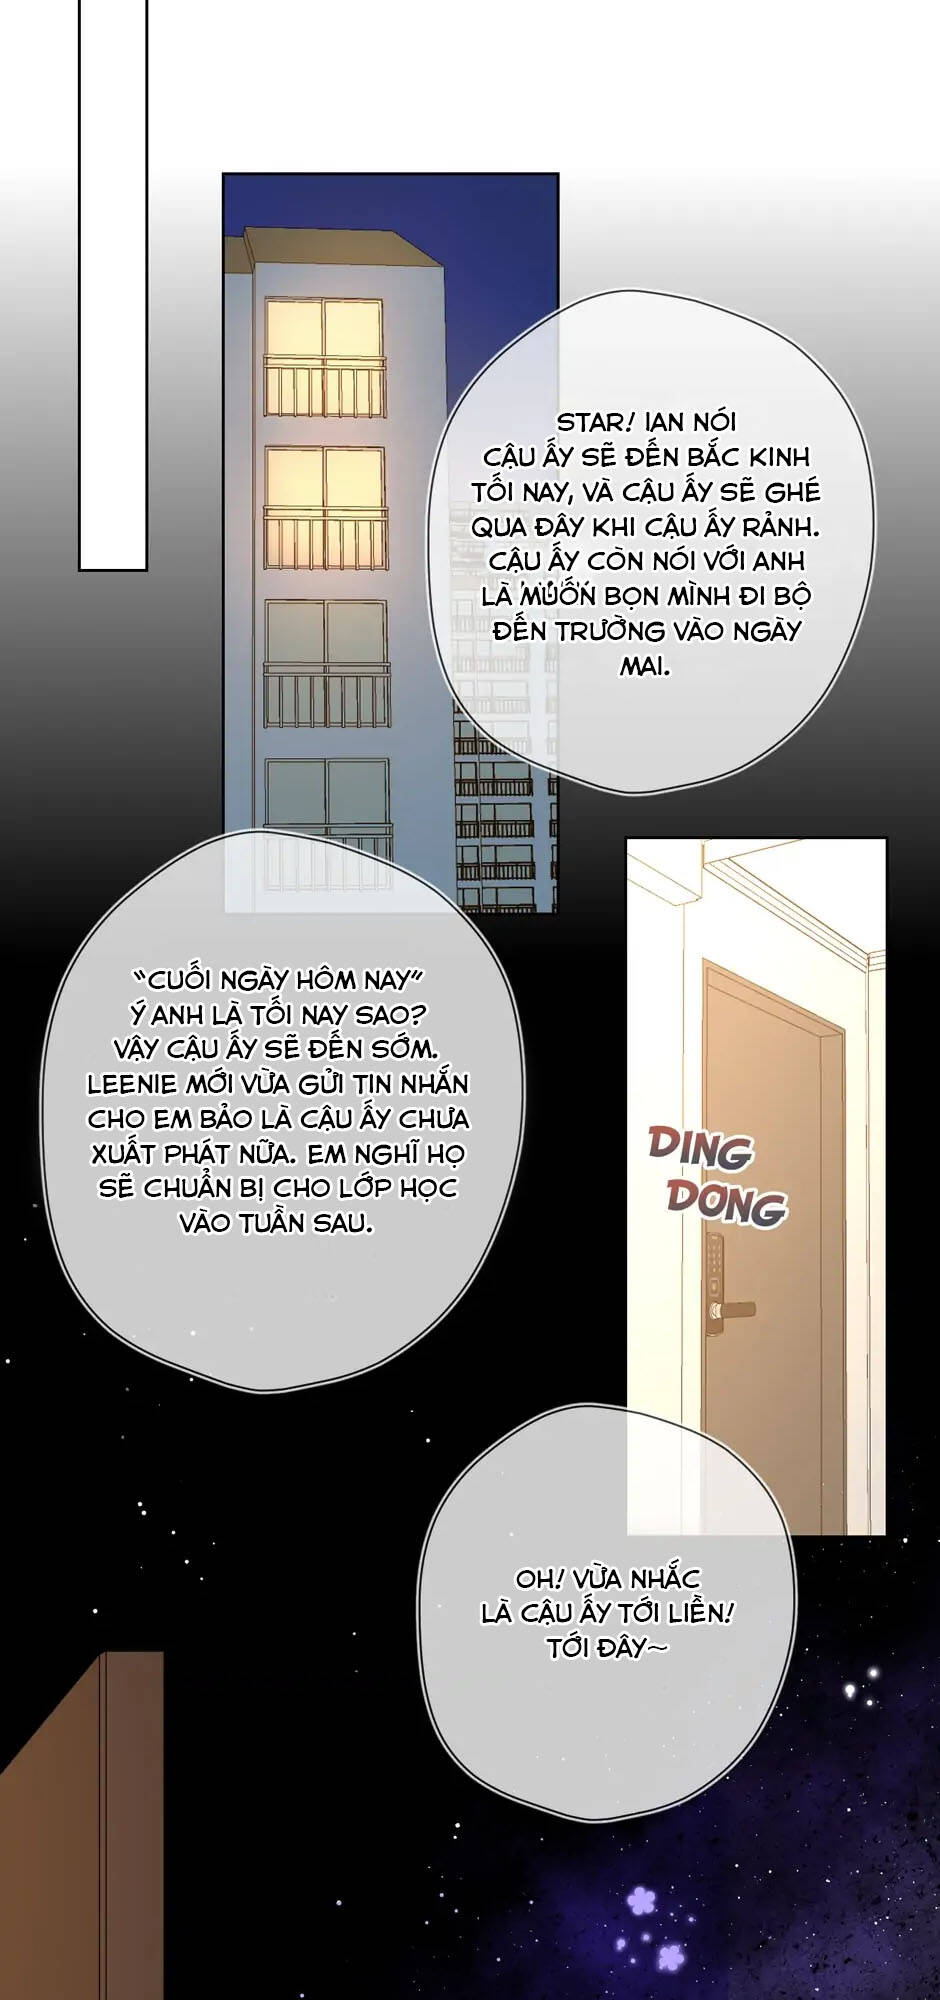 STAR! IAN NÓI
CẬU ẤY SẼ ĐẾN BẮC KINH
TỐI NAY, VÀ CẬU ẤY SẼ GHÉ
QUA ĐÂY KHI CẬU ẤY RẢNH.
CẬU ẤY CÒN NÓI VỚI ANH
LÀ MUỐN BỌN MÌNH ĐI BỘ
ĐẾN TRƯỜNG VÀO NGÀY
MAI.
"CUỐI NGÀY HÔM NAY"
Ý ANH LÀ TỐI NAY SAO?
VẬY CẬU ẤY SẼ ĐẾN SỚM.
LEENIE MỚI VỪA GỬI TIN NHẮN
CHO EM BẢO LÀ CẬU ẤY CHƯA
XUẤT PHÁT NỮA. EM NGHĨ HỌ
SẼ CHUẨN BỊ CHO LỚP HỌC
VÀO TUẦN SAU.
DING
DONG
OH! VỪA NHẮC
LÀ CẬU ẤY TỚI LIỀN!
TỚI ĐÂY~